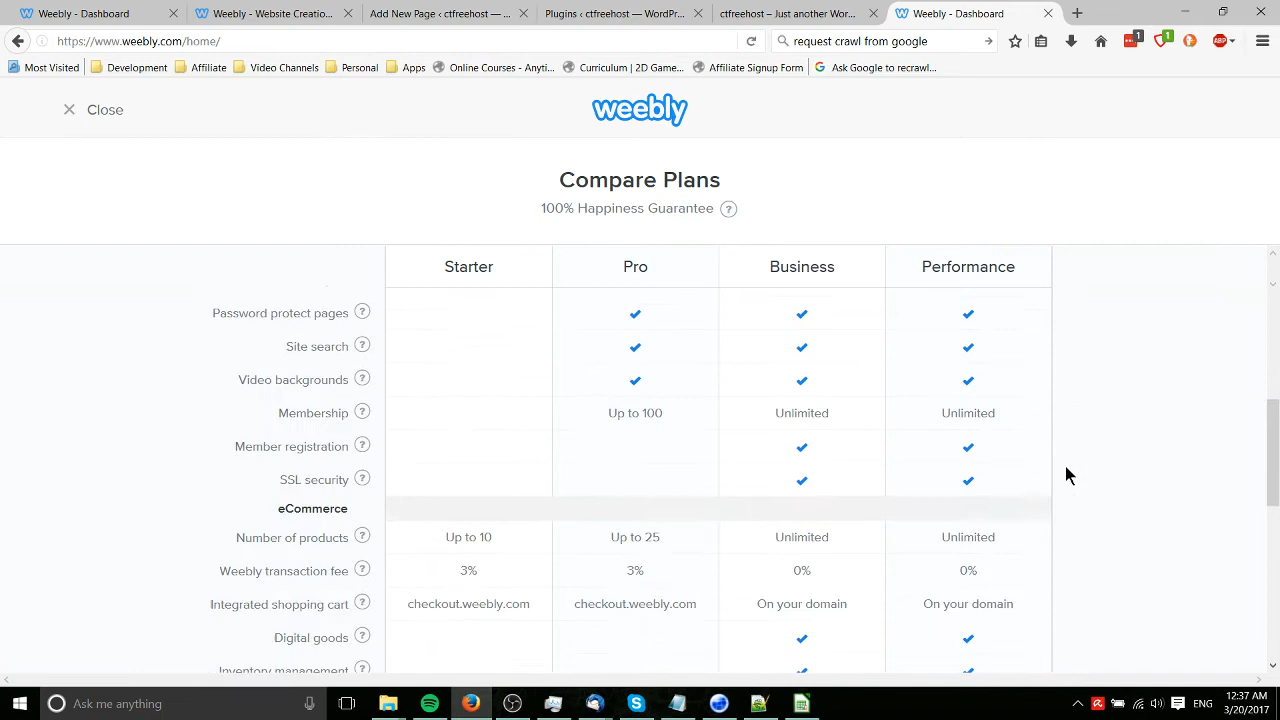 Weebly - Dashboard
Weebly - Website Creatio...
Add New Page ‹ ctfreehost — ...
Plugins ‹ ctfreehost — WordPr...
ctfreehost – Just another Wor...
Weebly - Dashboard
https://www.weebly.com/home/
request crawl from google
1
1
ABP
Most Visited
Development
Affiliate
Video Channels
Personal
Apps
Online Courses - Anyti...
Curriculum | 2D Game...
Affiliate Signup Form
Ask Google to recrawl...
Close
weebly
Compare Plans
100% Happiness Guarantee ?
Starter Pro Business Performance
Password protect pages ?
Site search ?
Video backgrounds ?
Membership ? Up to 100 Unlimited Unlimited
Member registration ?
SSL security ?
eCommerce
Number of products ? Up to 10 Up to 25 Unlimited Unlimited
Weebly transaction fee ? 3% 3% 0% 0%
Integrated shopping cart ? checkout.weebly.com checkout.weebly.com On your domain On your domain
Digital goods ?
Inventory management ?
Ask me anything
ENG
12:37 AM
3/20/2017